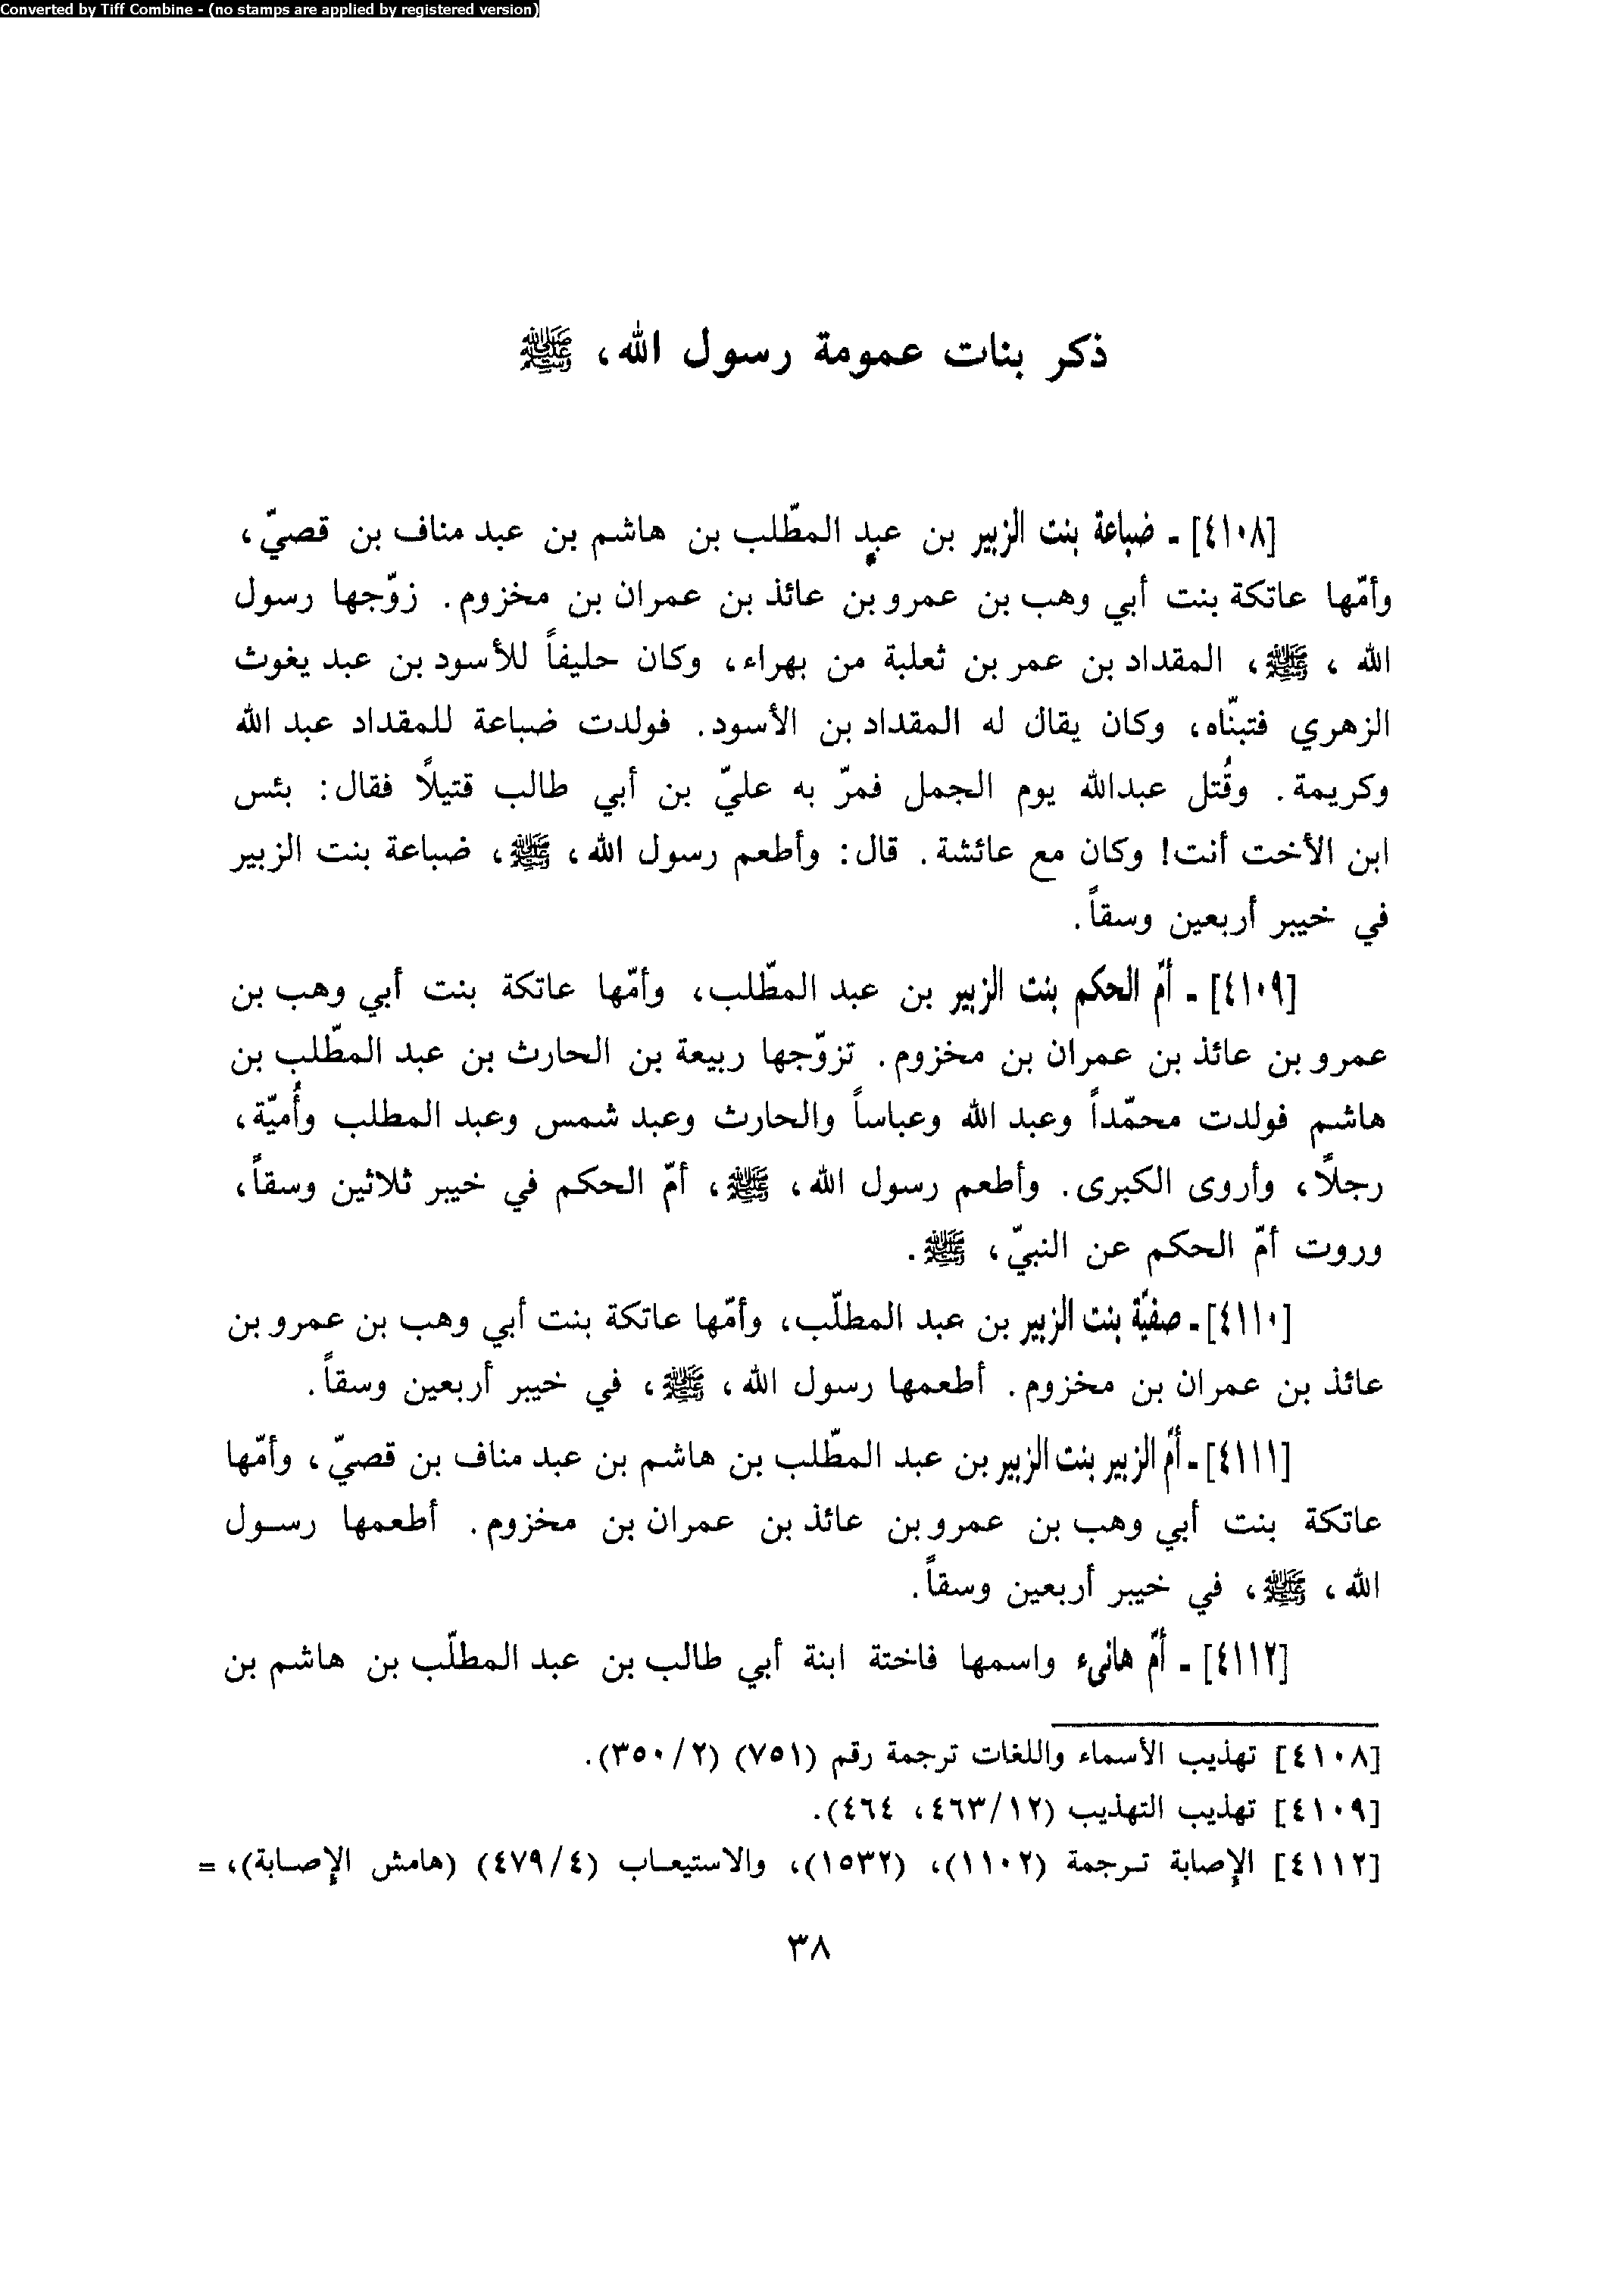 Converted by Tiff Combine - (no stamps are applied by registered version)
ذكر بنات عمومة رسول الله، ﷺ
[٤١٠٨] - ضباعة بنت الزبير بن عبد المطّلب بن هاشم بن عبد مناف بن قصيّ،
وأمّها عاتكة بنت أبي وهب بن عمرو بن عائذ بن عمران بن مخزوم. زوّجها رسول
الله ، ﷺ، المقداد بن عمر بن ثعلبة من بهراء، وكان حليفاً للأسود بن عبد يغوث
الزهري فتبنّاه، وكان يقال له المقداد بن الأسود. فولدت ضباعة للمقداد عبد الله
وكريمة. وقُتل عبدالله يوم الجمل فمرّ به عليّ بن أبي طالب قتيلًا فقال: بئس
ابن الأخت أنت! وكان مع عائشة. قال: وأطعم رسول الله، ﷺ، ضباعة بنت الزبير
في خيبر أربعين وسقاً.
[٤١٠٩] - أمّ الحكم بنت الزبير بن عبد المطّلب، وأمّها عاتكة بنت أبي وهب بن
عمرو بن عائذ بن عمران بن مخزوم. تزوّجها ربيعة بن الحارث بن عبد المطّلب بن
هاشم فولدت محمّداً وعبد الله وعباساً والحارث وعبد شمس وعبد المطلب وأُميّة،
رجلًا، وأروى الكبرى. وأطعم رسول الله، ﷺ، أمّ الحكم في خيبر ثلاثين وسقاً،
وروت أمّ الحكم عن النبيّ، ﷺ.
[٤١١٠] - صفيّة بنت الزبير بن عبد المطلّب، وأمّها عاتكة بنت أبي وهب بن عمرو بن
عائذ بن عمران بن مخزوم. أطعمها رسول الله، ﷺ، في خيبر أربعين وسقاً.
[٤١١١] - أمّ الزبير بنت الزبير بن عبد المطّلب بن هاشم بن عبد مناف بن قصيّ، وأمّها
عاتكة بنت أبي وهب بن عمرو بن عائذ بن عمران بن مخزوم. أطعمها رسول
الله، ﷺ، في خيبر أربعين وسقاً.
[٤١١٢] - أمّ هانىء واسمها فاختة ابنة أبي طالب بن عبد المطلّب بن هاشم بن
[٤١٠٨] تهذيب الأسماء واللغات ترجمة رقم (٧٥١) (٢/ ٣٥٠).
[٤١٠٩] تهذيب التهذيب (١٢/ ٤٦٣، ٤٦٤).
[٤١١٢] الإصابة ترجمة (١١٠٢)، (١٥٣٢)، والاستيعاب (٤/ ٤٧٩) (هامش الإصابة)، =
٣٨